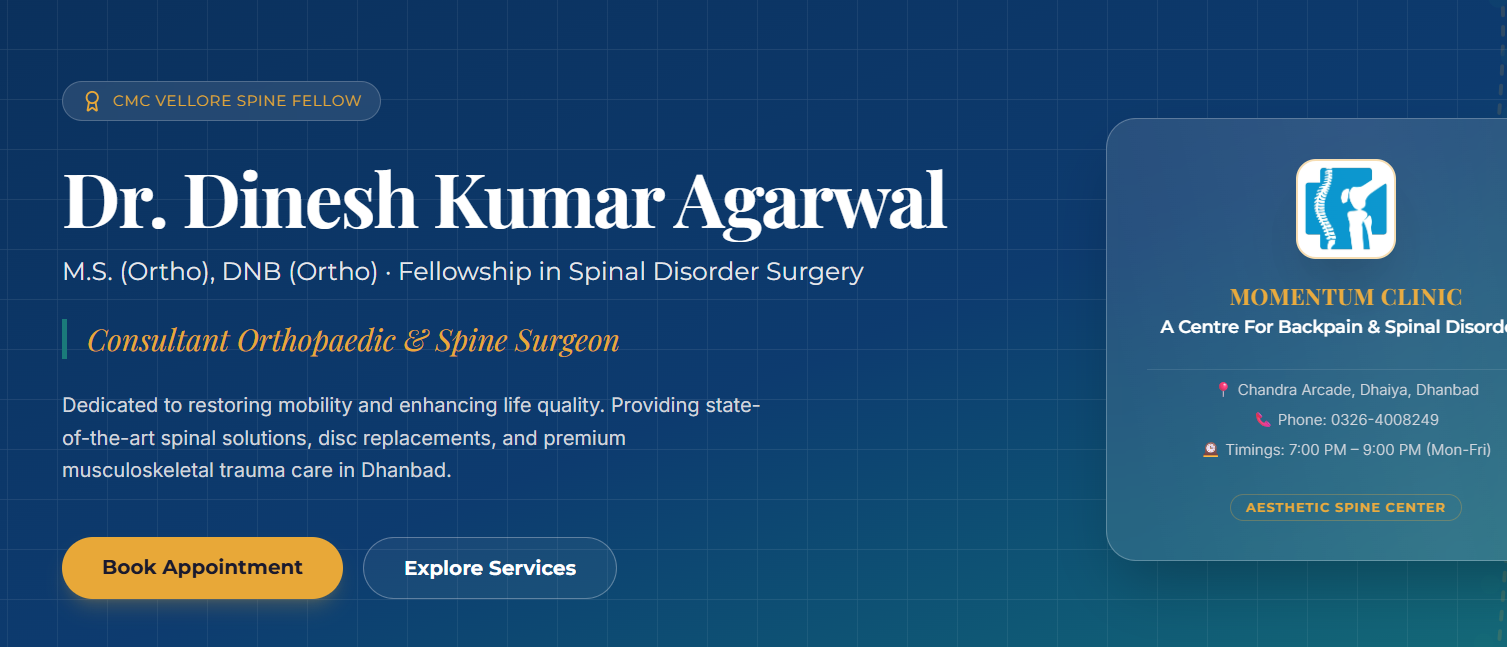 CMC VELLORE SPINE FELLOW
Dr. Dinesh Kumar Agarwal
M.S. (Ortho), DNB (Ortho) · Fellowship in Spinal Disorder Surgery
Consultant Orthopaedic & Spine Surgeon
Dedicated to restoring mobility and enhancing life quality. Providing state-
of-the-art spinal solutions, disc replacements, and premium
musculoskeletal trauma care in Dhanbad.
Book Appointment
Explore Services
MOMENTUM CLINIC
A Centre For Backpain & Spinal
📍 Chandra Arcade, Dhaiya, Dhanbad
📞 Phone: 0326-4008249
🕰️ Timings: 7:00 PM – 9:00 PM (Mon-Fri)
AESTHETIC SPINE CENTER